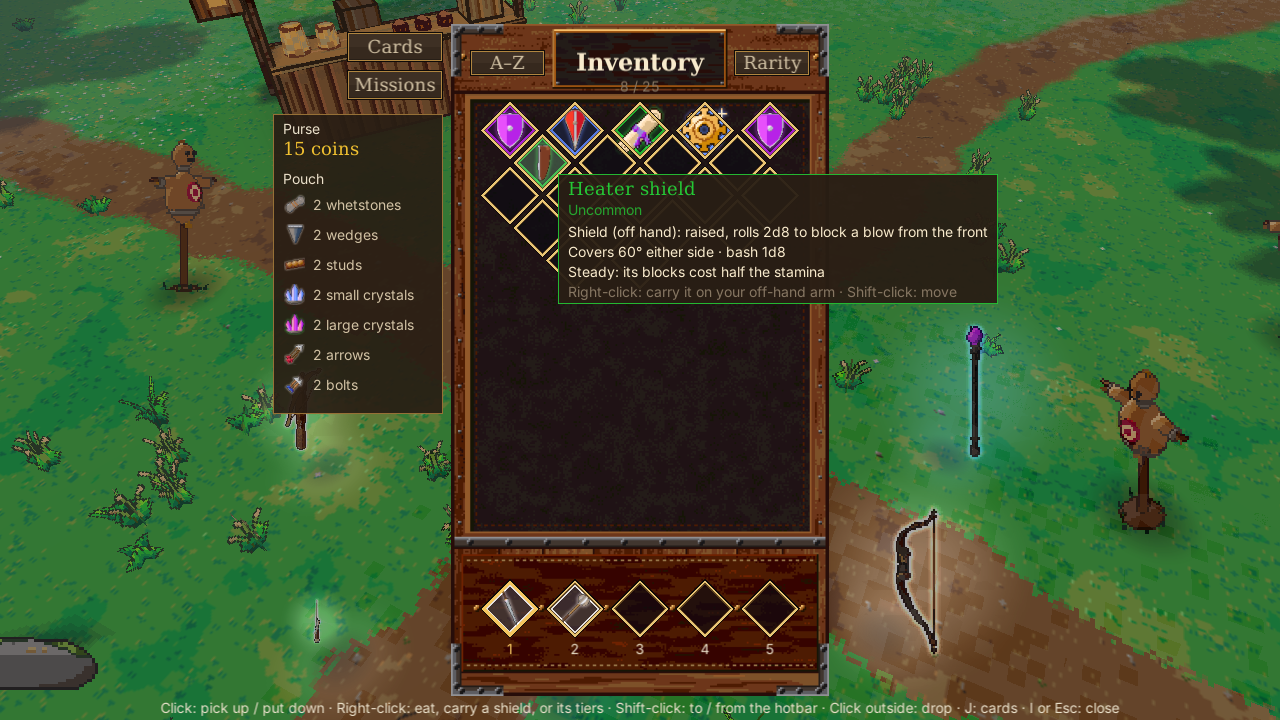 Cards
Missions
A–Z
Inventory
Rarity
8 / 25
Purse
15 coins
Pouch
2 whetstones
2 wedges
2 studs
2 small crystals
2 large crystals
2 arrows
2 bolts
Heater shield
Uncommon
Shield (off hand): raised, rolls 2d8 to block a blow from the front
Covers 60° either side · bash 1d8
Steady: its blocks cost half the stamina
Right-click: carry it on your off-hand arm · Shift-click: move
1
2
3
4
5
Click: pick up / put down · Right-click: eat, carry a shield, or its tiers · Shift-click: to / from the hotbar · Click outside: drop · J: cards · I or Esc: close